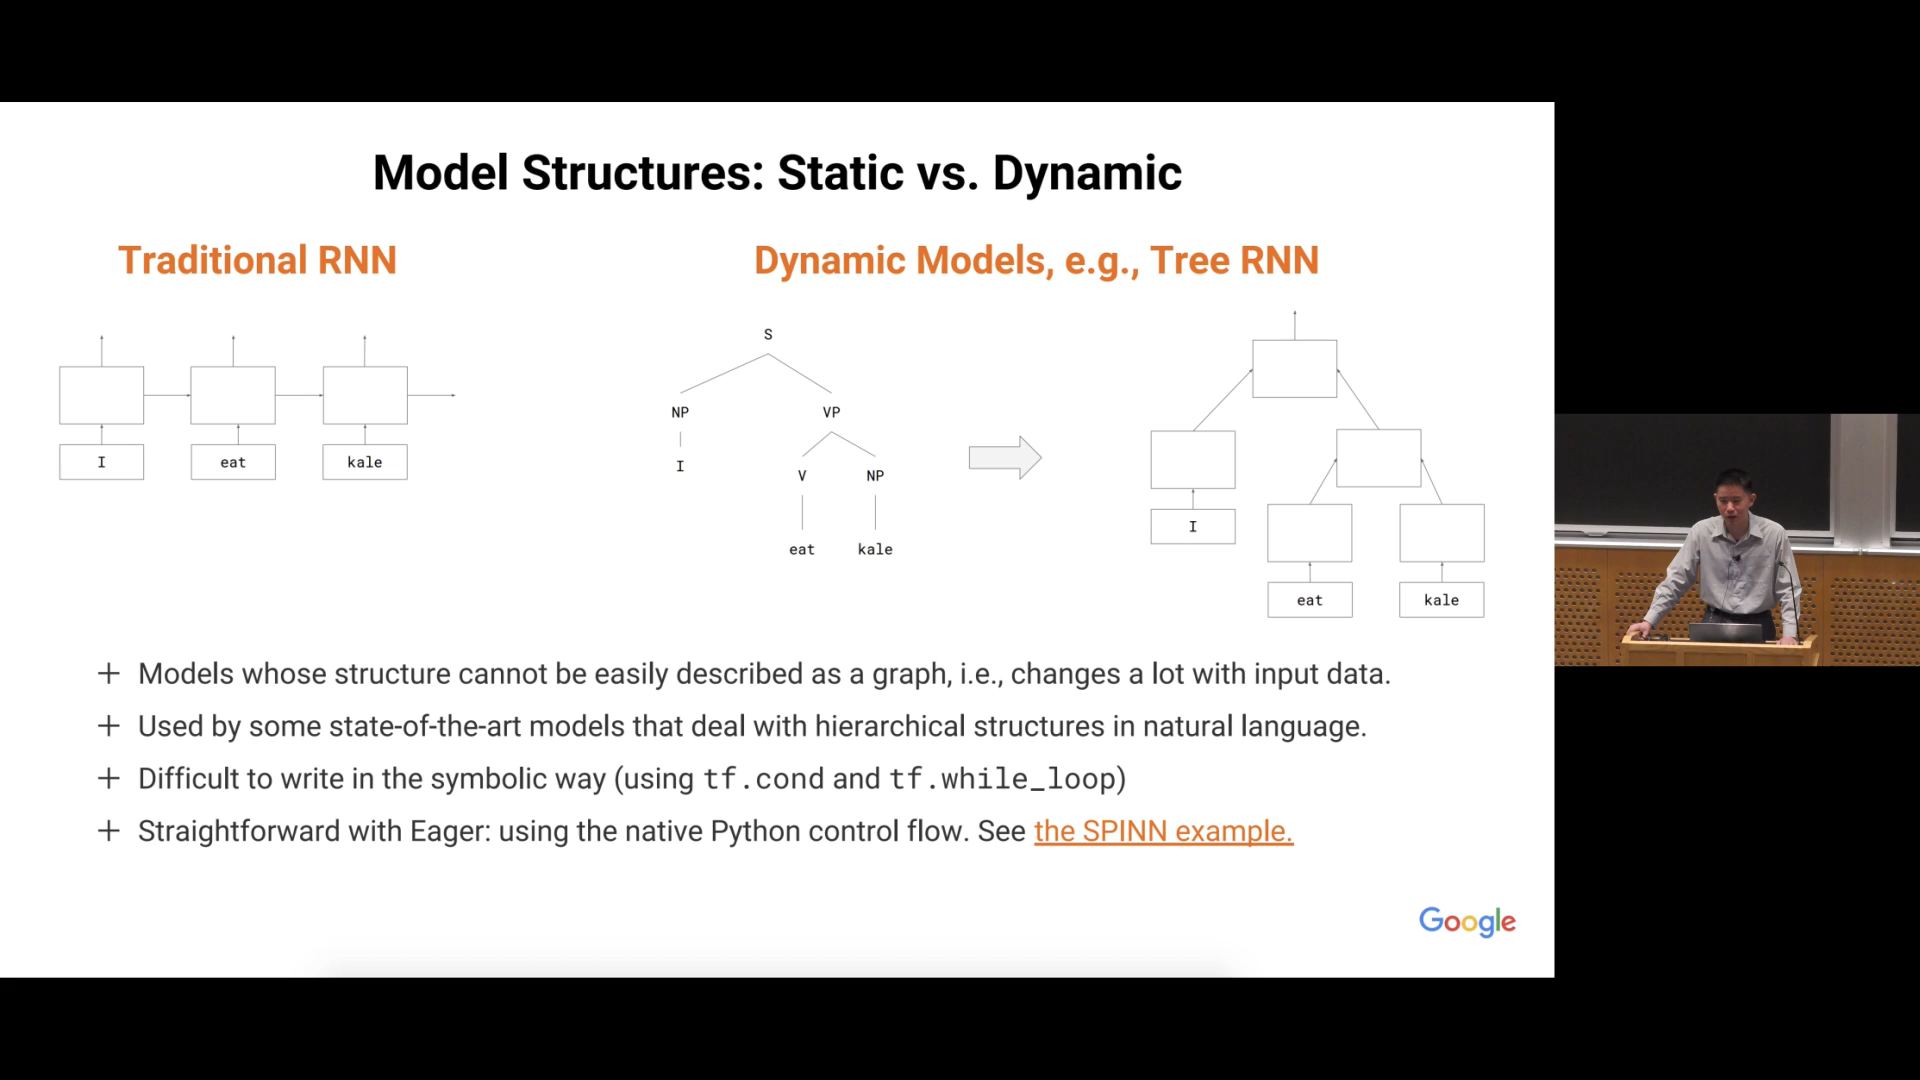 Model Structures: Static vs. Dynamic
Traditional RNN
I
eat
kale
Dynamic Models, e.g., Tree RNN
S
NP
VP
I
V
NP
eat
kale
I
eat
kale
+ Models whose structure cannot be easily described as a graph, i.e., changes a lot with input data.
+ Used by some state-of-the-art models that deal with hierarchical structures in natural language.
+ Difficult to write in the symbolic way (using tf.cond and tf.while_loop)
+ Straightforward with Eager: using the native Python control flow. See the SPINN example.
Google